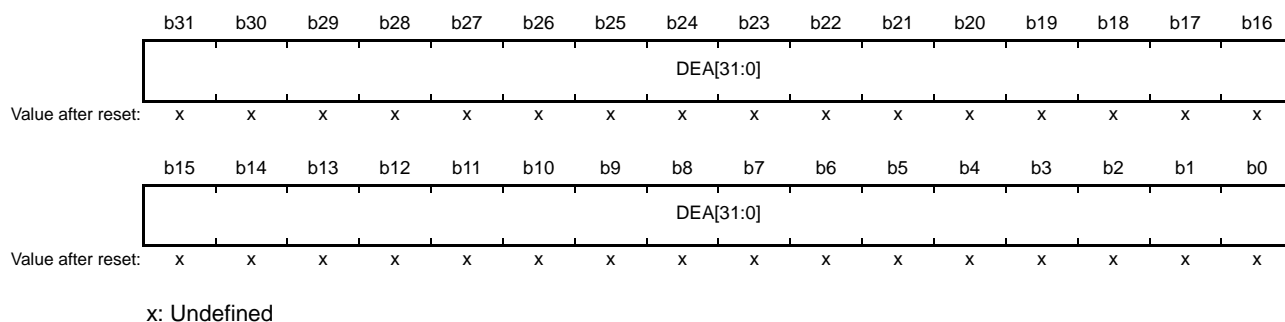 b31 b30 b29 b28 b27 b26 b25 b24 b23 b22 b21 b20 b19 b18 b17 b16
DEA[31:0]
Value after reset: x x x x x x x x x x x x x x x x
b15 b14 b13 b12 b11 b10 b9 b8 b7 b6 b5 b4 b3 b2 b1 b0
DEA[31:0]
Value after reset: x x x x x x x x x x x x x x x x
x: Undefined